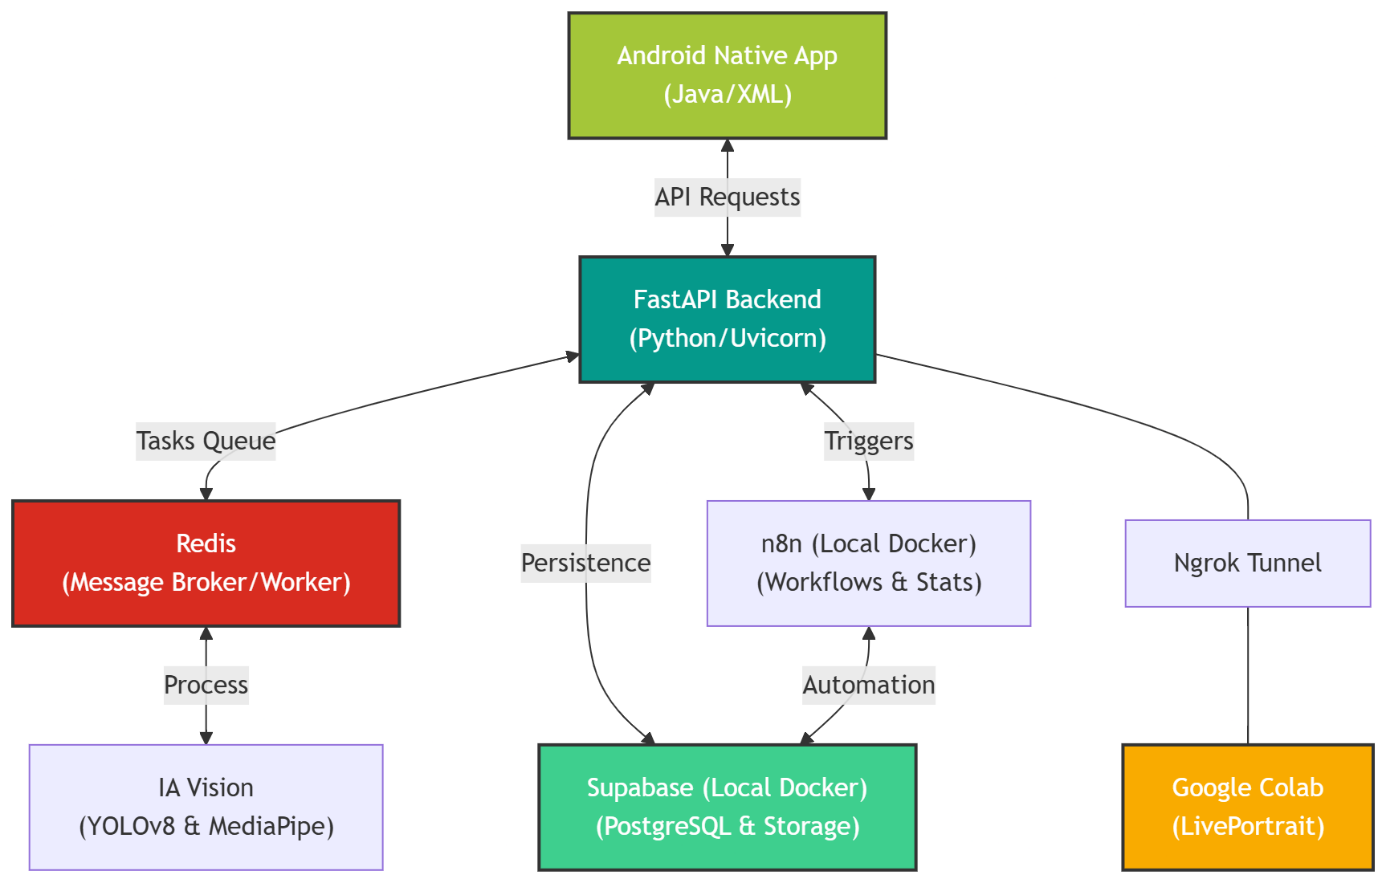 Android Native App
(Java/XML)
API Requests
FastAPI Backend
(Python/Uvicorn)
Tasks Queue
Triggers
Redis
(Message Broker/Worker)
Persistence
n8n (Local Docker)
(Workflows & Stats)
Ngrok Tunnel
Process
Automation
IA Vision
(YOLOv8 & MediaPipe)
Supabase (Local Docker)
(PostgreSQL & Storage)
Google Colab
(LivePortrait)